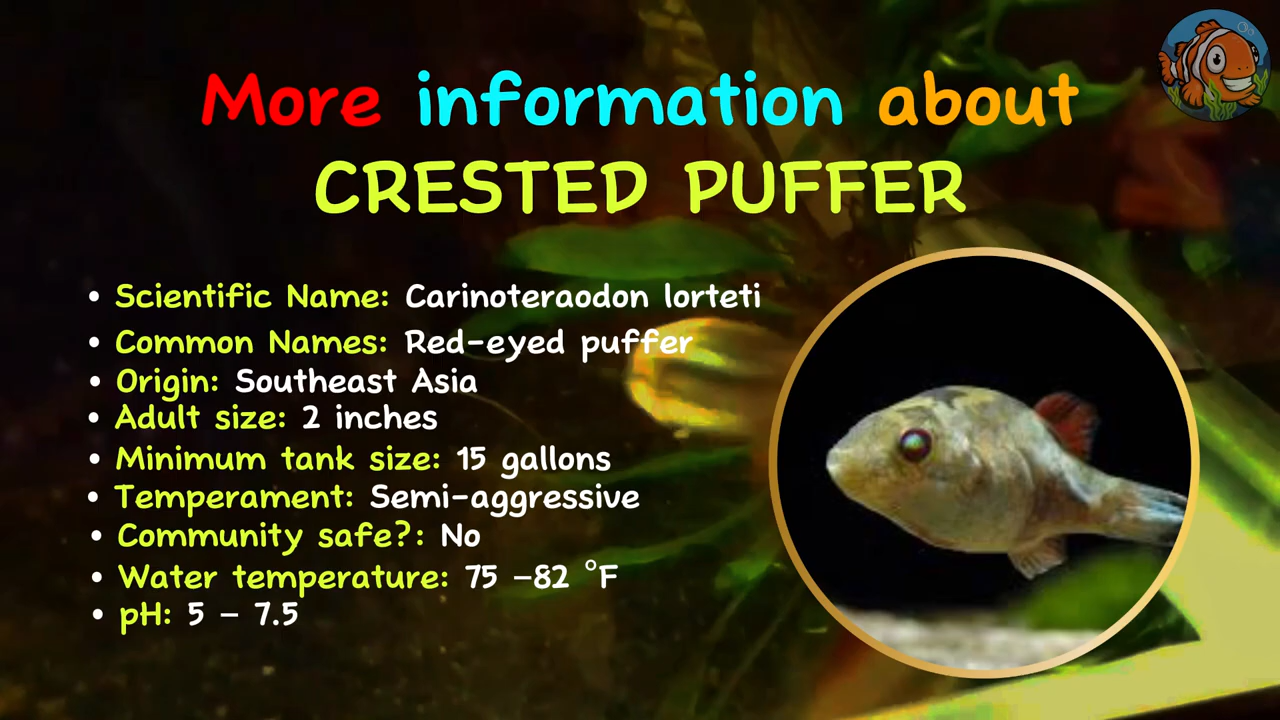 More information about
CRESTED PUFFER
• Scientific Name: Carinoteraodon lorteti
• Common Names: Red-eyed puffer
• Origin: Southeast Asia
• Adult size: 2 inches
• Minimum tank size: 15 gallons
• Temperament: Semi-aggressive
• Community safe?: No
• Water temperature: 75 –82 °F
• pH: 5 – 7.5